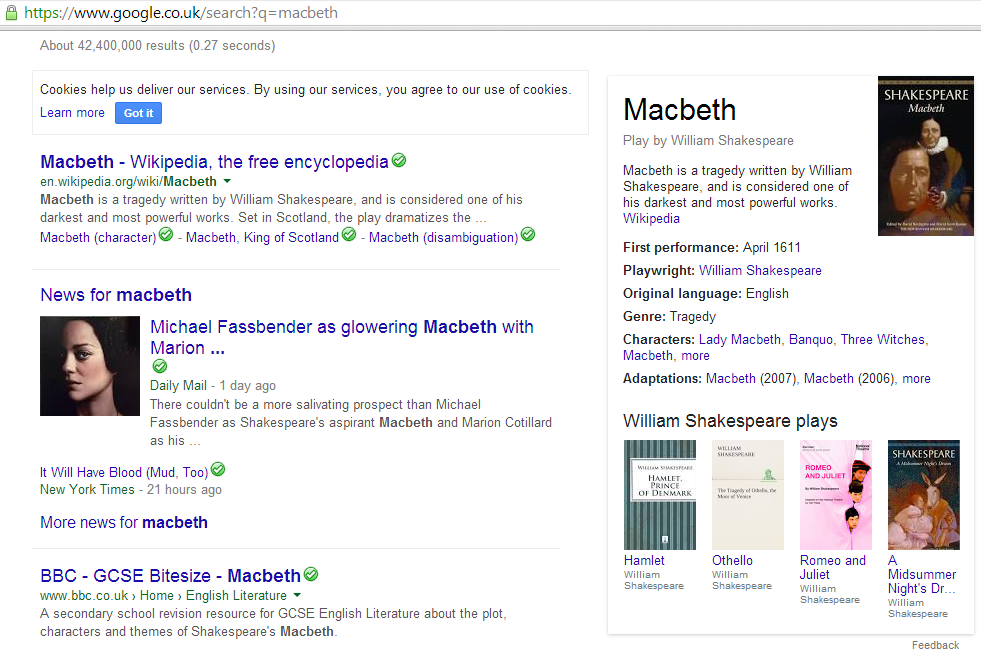 https://www.google.co.uk/search?q=macbeth
About 42,400,000 results (0.27 seconds)
Cookies help us deliver our services. By using our services, you agree to our use of cookies.
Learn more Got it
Macbeth - Wikipedia, the free encyclopedia
en.wikipedia.org/wiki/Macbeth
Macbeth is a tragedy written by William Shakespeare, and is considered one of his
darkest and most powerful works. Set in Scotland, the play dramatizes the ...
Macbeth (character) - Macbeth, King of Scotland - Macbeth (disambiguation)
News for macbeth
Michael Fassbender as glowering Macbeth with
Marion ...
Daily Mail - 1 day ago
There couldn't be a more salivating prospect than Michael
Fassbender as Shakespeare's aspirant Macbeth and Marion Cotillard
as his ...
It Will Have Blood (Mud, Too)
New York Times - 21 hours ago
More news for macbeth
BBC - GCSE Bitesize - Macbeth
www.bbc.co.uk › Home › English Literature
A secondary school revision resource for GCSE English Literature about the plot,
characters and themes of Shakespeare's Macbeth.
Macbeth
Play by William Shakespeare
SHAKESPEARE
Macbeth
Macbeth is a tragedy written by William
Shakespeare, and is considered one of
his darkest and most powerful works.
Wikipedia
First performance: April 1611
Playwright: William Shakespeare
Original language: English
Genre: Tragedy
Characters: Lady Macbeth, Banquo, Three Witches,
Macbeth, more
Adaptations: Macbeth (2007), Macbeth (2006), more
William Shakespeare plays
WILLIAM SHAKESPEARE
HAMLET,
PRINCE
OF DENMARK
WILLIAM
SHAKESPEARE
The Tragedy of Othello, the
Moor of Venice
ROMEO
AND JULIET
SHAKESPEARE
A Midsummer Night's Dream
Hamlet
William
Shakespeare
Othello
William
Shakespeare
Romeo and
Juliet
William
Shakespeare
A
Midsummer
Night's Dr...
William
Shakespeare
Feedback